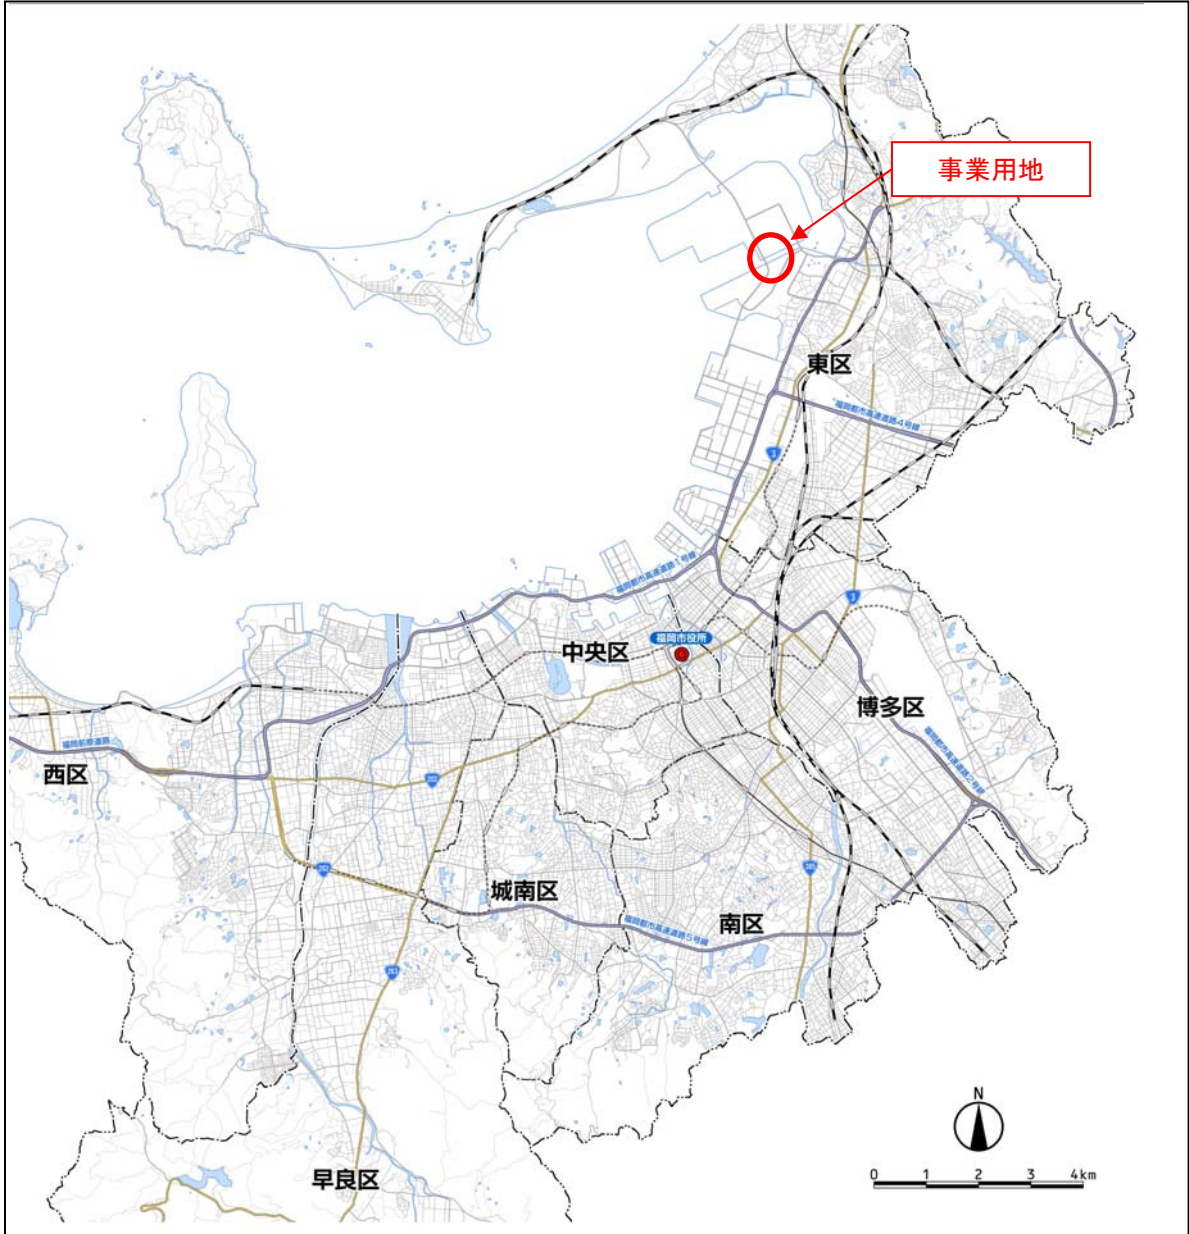 事業用地
東区
福岡都市高速道路4号線
3
福岡都市高速道路1号線
3
福岡市役所
中央区
博多区
福岡前原道路
西区
202
福岡都市高速道路2号線
202
385
城南区
福岡都市高速道路5号線
南区
263
N
0 1 2 3 4km
早良区